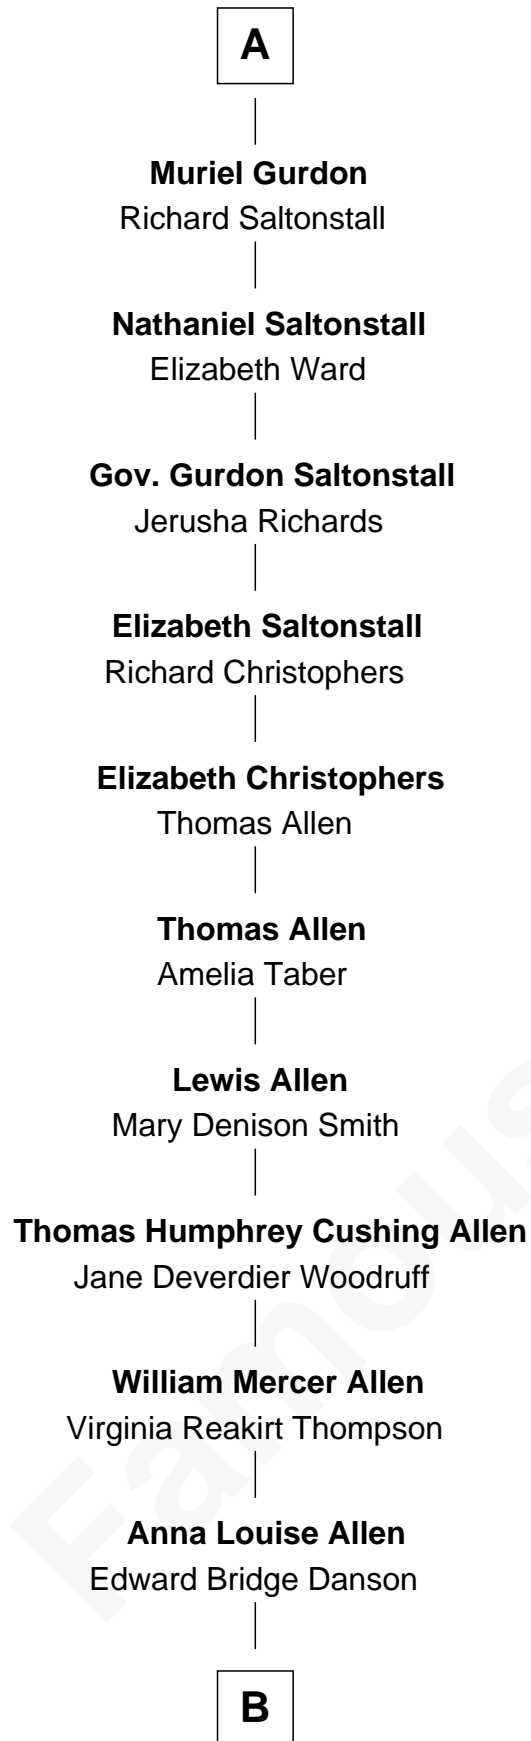 A
Muriel Gurdon
Richard Saltonstall
Nathaniel Saltonstall
Elizabeth Ward
Gov. Gurdon Saltonstall
Jerusha Richards
Elizabeth Saltonstall
Richard Christophers
Elizabeth Christophers
Thomas Allen
Thomas Allen
Amelia Taber
Lewis Allen
Mary Denison Smith
Thomas Humphrey Cushing Allen
Jane Deverdier Woodruff
William Mercer Allen
Virginia Reakirt Thompson
Anna Louise Allen
Edward Bridge Danson
B
Famous